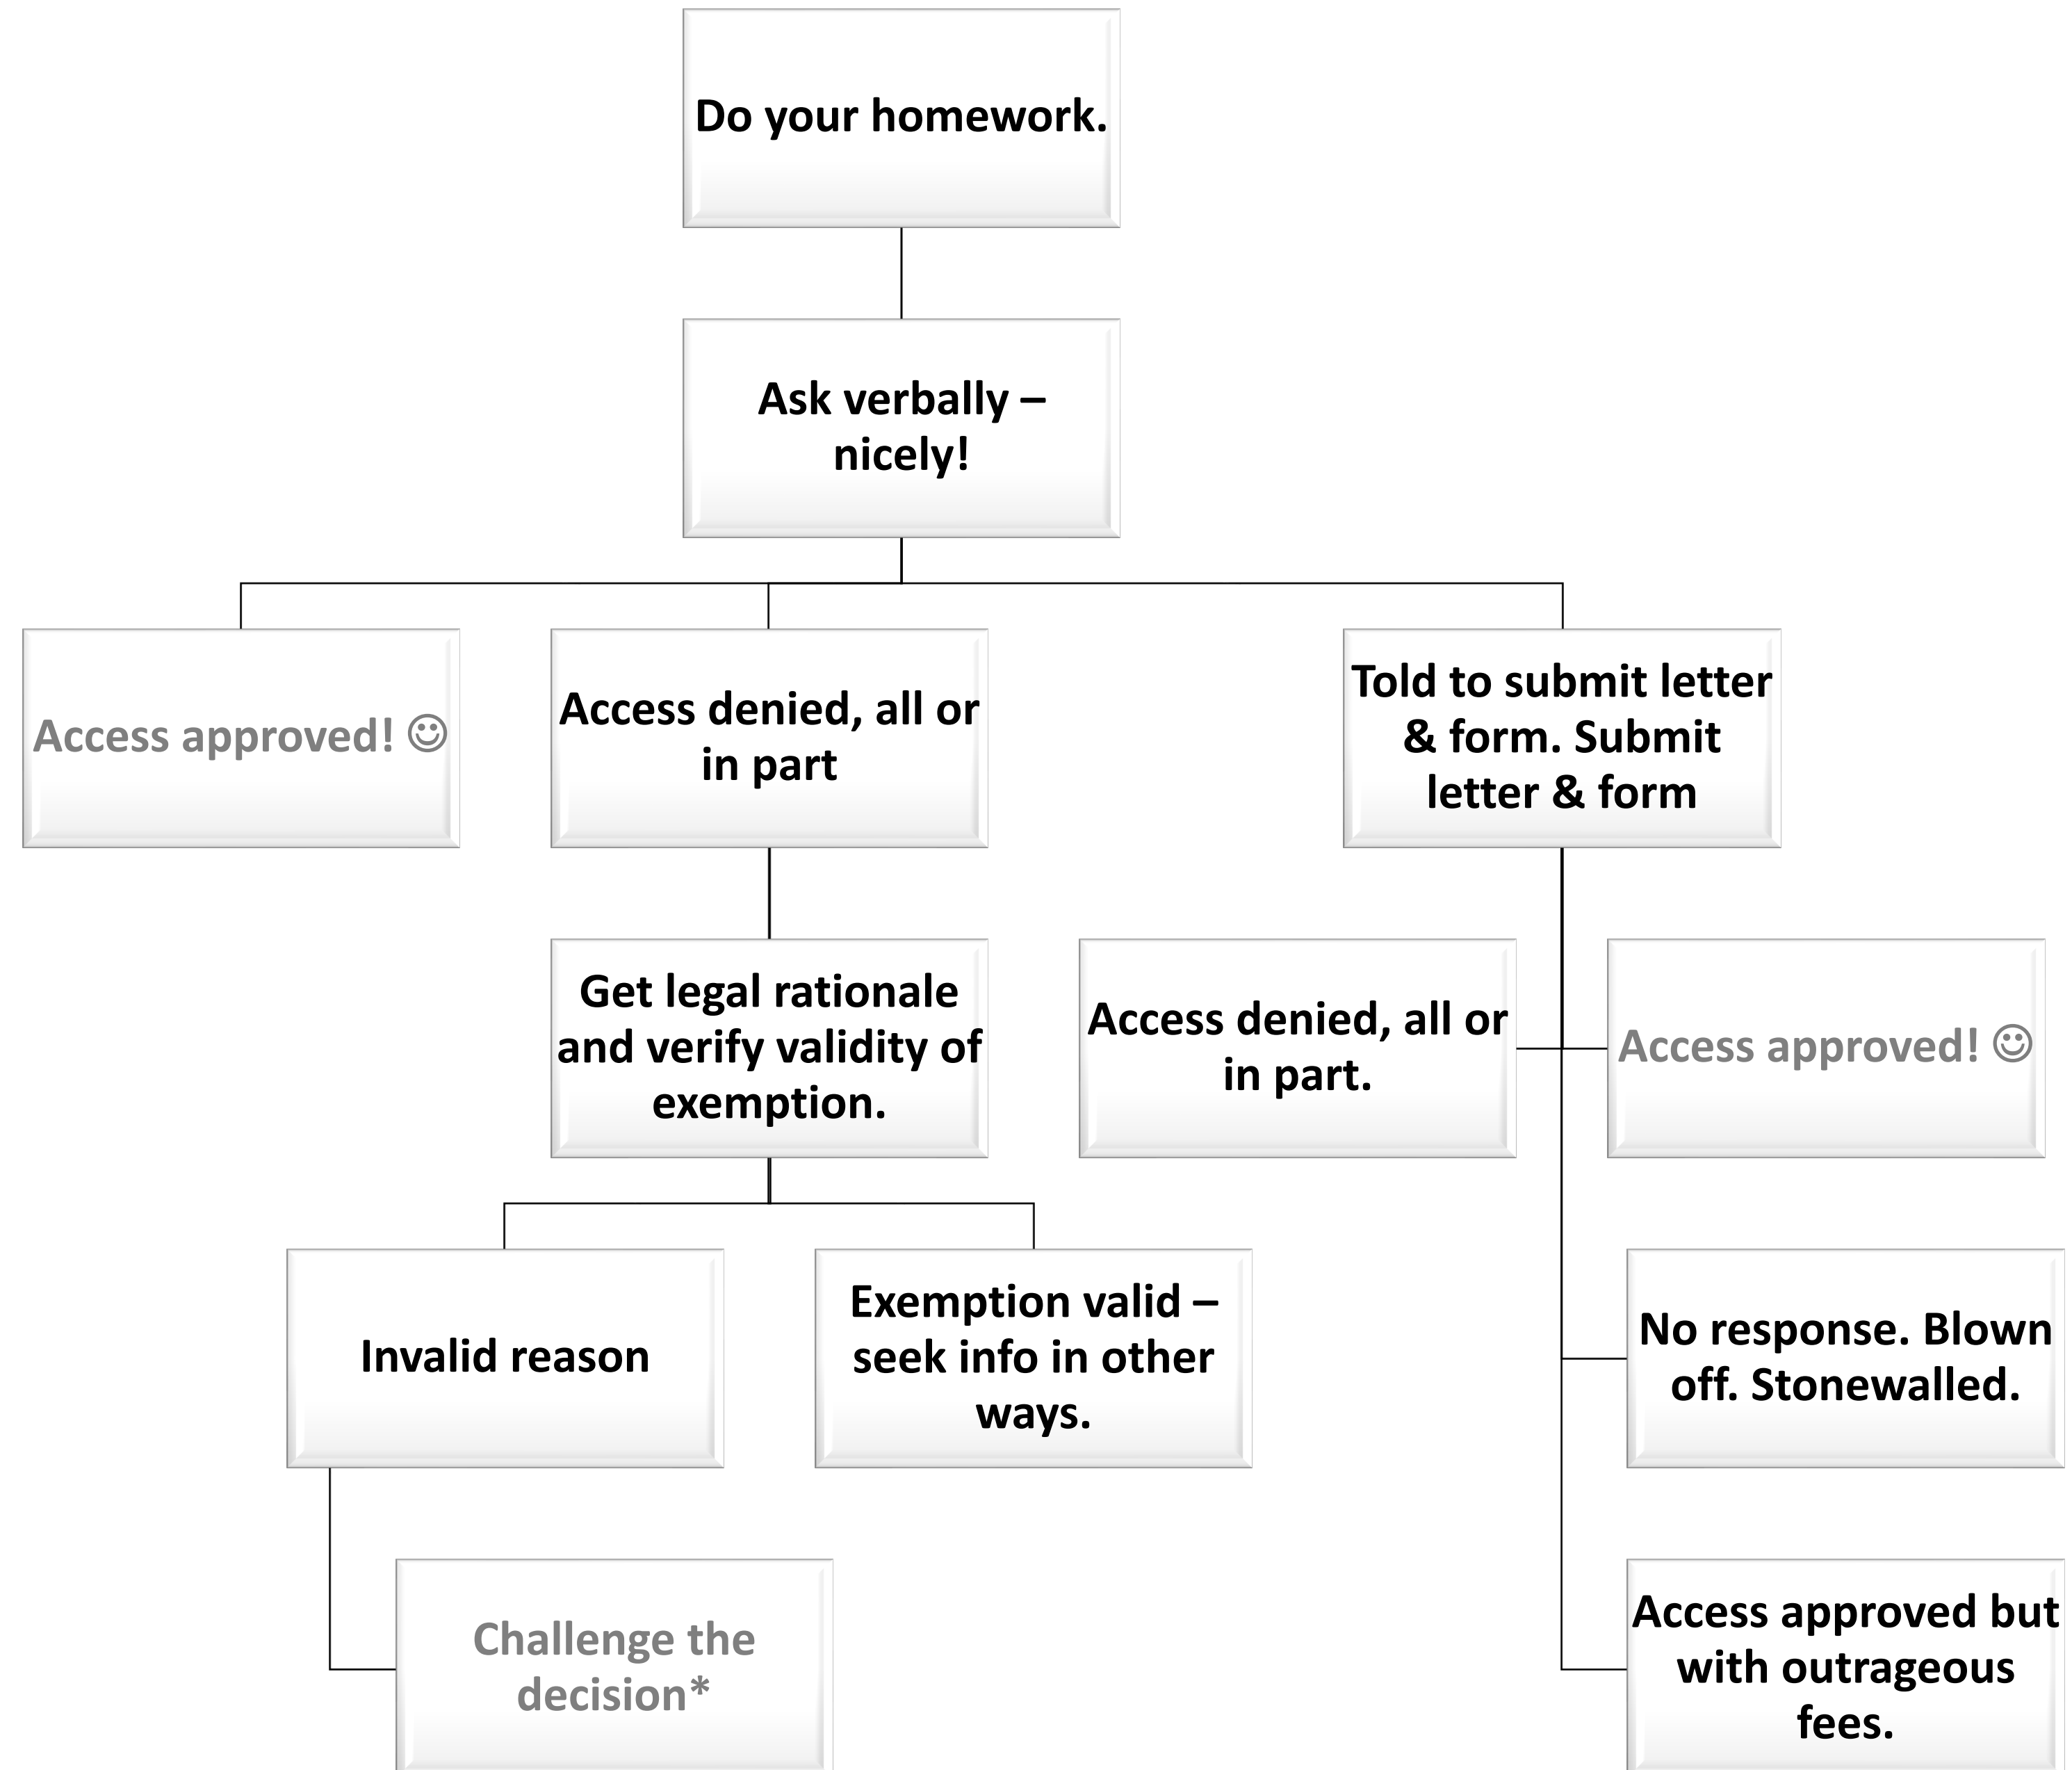 Do your homework.
Ask verbally –
nicely!
Access approved! ☺
Access denied, all or
in part
Told to submit letter
& form. Submit
letter & form
Get legal rationale
and verify validity of
exemption.
Access denied, all or
in part.
Access approved! ☺
Invalid reason
Exemption valid –
seek info in other
ways.
No response. Blown
off. Stonewalled.
Challenge the
decision*
Access approved but
with outrageous
fees.